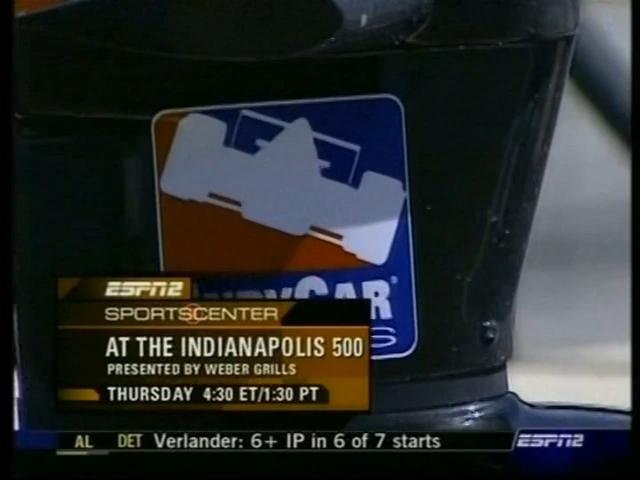 INDYCAR
ESPN2
SPORTSCENTER
AT THE INDIANAPOLIS 500
PRESENTED BY WEBER GRILLS
THURSDAY 4:30 ET/1:30 PT
AL DET Verlander: 6+ IP in 6 of 7 starts ESPN2